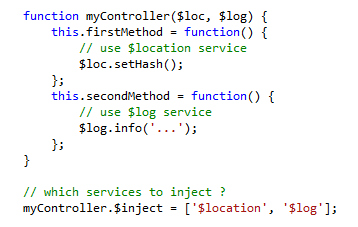 function myController($loc, $log) {
    this.firstMethod = function() {
        // use $location service
        $loc.setHash();
    };
    this.secondMethod = function() {
        // use $log service
        $log.info('...');
    };
}

// which services to inject ?
myController.$inject = ['$location', '$log'];